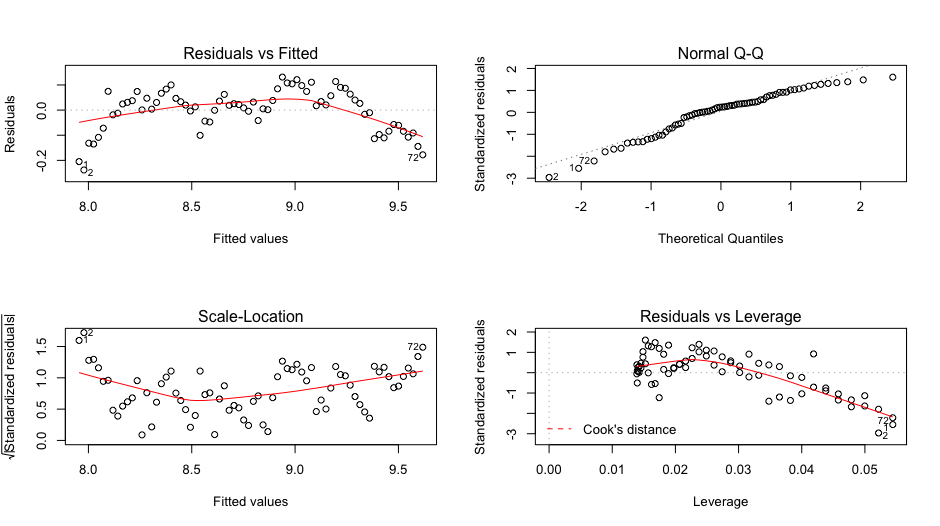 Residuals vs Fitted
Residuals
0.0
-0.2
1
2
72
8.0 8.5 9.0 9.5
Fitted values
Normal Q-Q
Standardized residuals
2
1
0
-1
-3
1
72
2
-2 -1 0 1 2
Theoretical Quantiles
Scale-Location
√|Standardized residuals|
1.5
1.0
0.5
0.0
2
1
72
8.0 8.5 9.0 9.5
Fitted values
Residuals vs Leverage
Standardized residuals
2
1
-1
-3
Cook's distance
72
1
2
0.00 0.01 0.02 0.03 0.04 0.05
Leverage